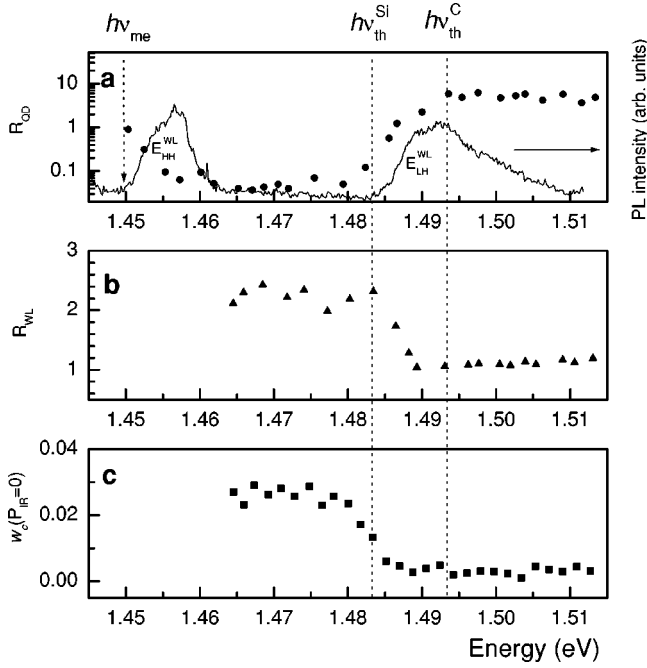 hν_me hν_th^Si hν_th^C
a
R_QD
10
1
0.1
E_HH^WL
E_LH^WL
PL intensity (arb. units)
1.45 1.46 1.47 1.48 1.49 1.50 1.51
b
R_WL
3
2
1
1.45 1.46 1.47 1.48 1.49 1.50 1.51
c
w_c(P_IR=0)
0.04
0.02
0.00
1.45 1.46 1.47 1.48 1.49 1.50 1.51
Energy (eV)